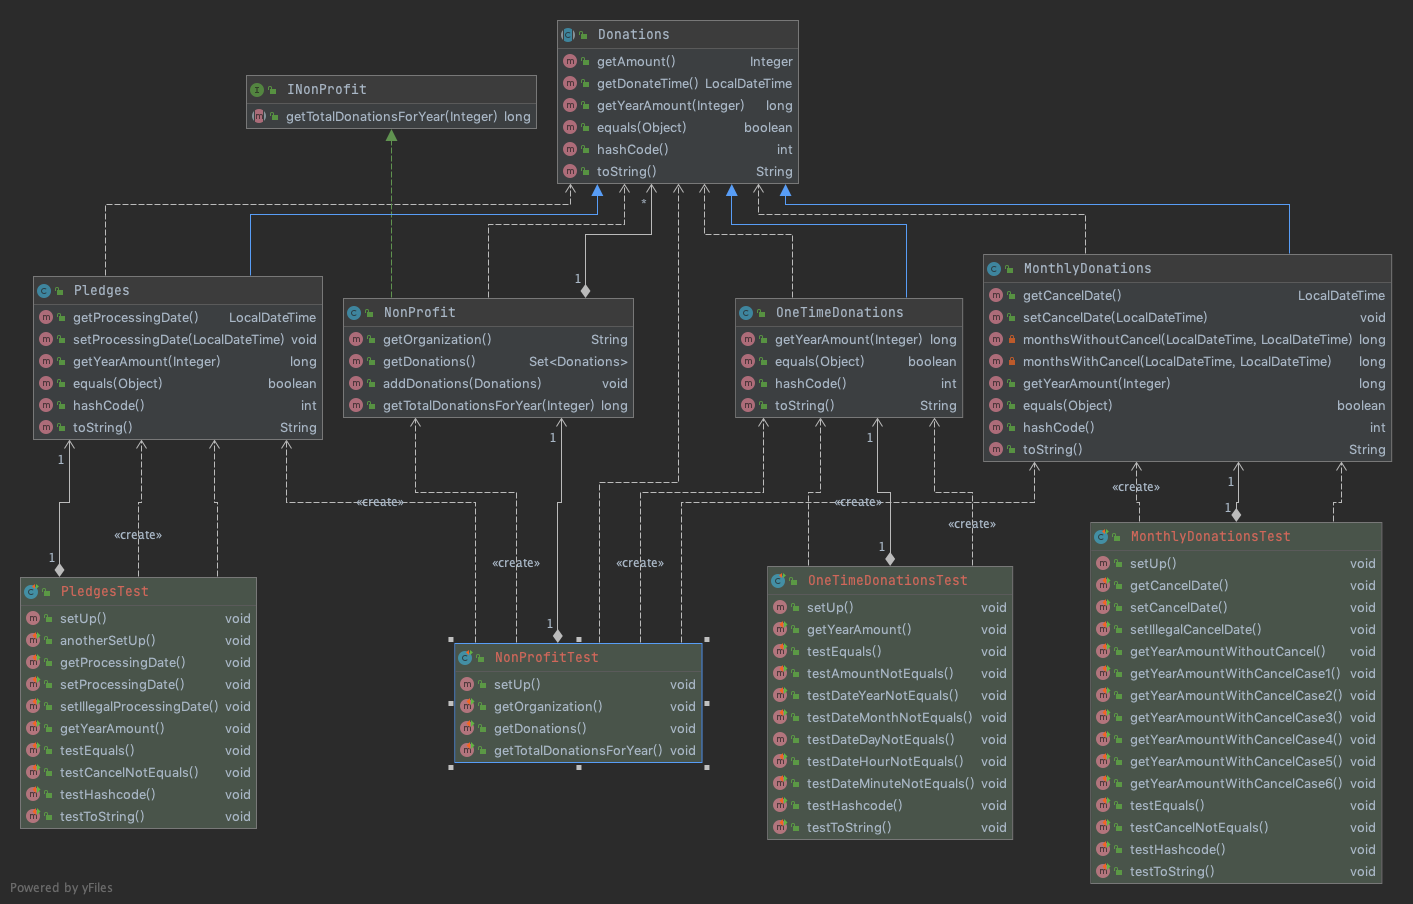 Donations
getAmount() Integer
getDonateTime() LocalDateTime
getYearAmount(Integer) long
equals(Object) boolean
hashCode() int
toString() String
INonProfit
getTotalDonationsForYear(Integer) long
*
1
Pledges
getProcessingDate() LocalDateTime
setProcessingDate(LocalDateTime) void
getYearAmount(Integer) long
equals(Object) boolean
hashCode() int
toString() String
NonProfit
getOrganization() String
getDonations() Set<Donations>
addDonations(Donations) void
getTotalDonationsForYear(Integer) long
OneTimeDonations
getYearAmount(Integer) long
equals(Object) boolean
hashCode() int
toString() String
MonthlyDonations
getCancelDate() LocalDateTime
setCancelDate(LocalDateTime) void
monthsWithoutCancel(LocalDateTime, LocalDateTime) long
monthsWithCancel(LocalDateTime, LocalDateTime) long
getYearAmount(Integer) long
equals(Object) boolean
hashCode() int
toString() String
1
1
1
1
«create»
«create»
«create»
1
«create»
«create»
1
1
«create»
«create»
1
1
PledgesTest
setUp() void
anotherSetUp() void
getProcessingDate() void
setProcessingDate() void
setIllegalProcessingDate() void
getYearAmount() void
testEquals() void
testCancelNotEquals() void
testHashcode() void
testToString() void
NonProfitTest
setUp() void
getOrganization() void
getDonations() void
getTotalDonationsForYear() void
OneTimeDonationsTest
setUp() void
getYearAmount() void
testEquals() void
testAmountNotEquals() void
testDateYearNotEquals() void
testDateMonthNotEquals() void
testDateDayNotEquals() void
testDateHourNotEquals() void
testDateMinuteNotEquals() void
testHashcode() void
testToString() void
MonthlyDonationsTest
setUp() void
getCancelDate() void
setCancelDate() void
setIllegalCancelDate() void
getYearAmountWithoutCancel() void
getYearAmountWithCancelCase1() void
getYearAmountWithCancelCase2() void
getYearAmountWithCancelCase3() void
getYearAmountWithCancelCase4() void
getYearAmountWithCancelCase5() void
getYearAmountWithCancelCase6() void
testEquals() void
testCancelNotEquals() void
testHashcode() void
testToString() void
Powered by yFiles